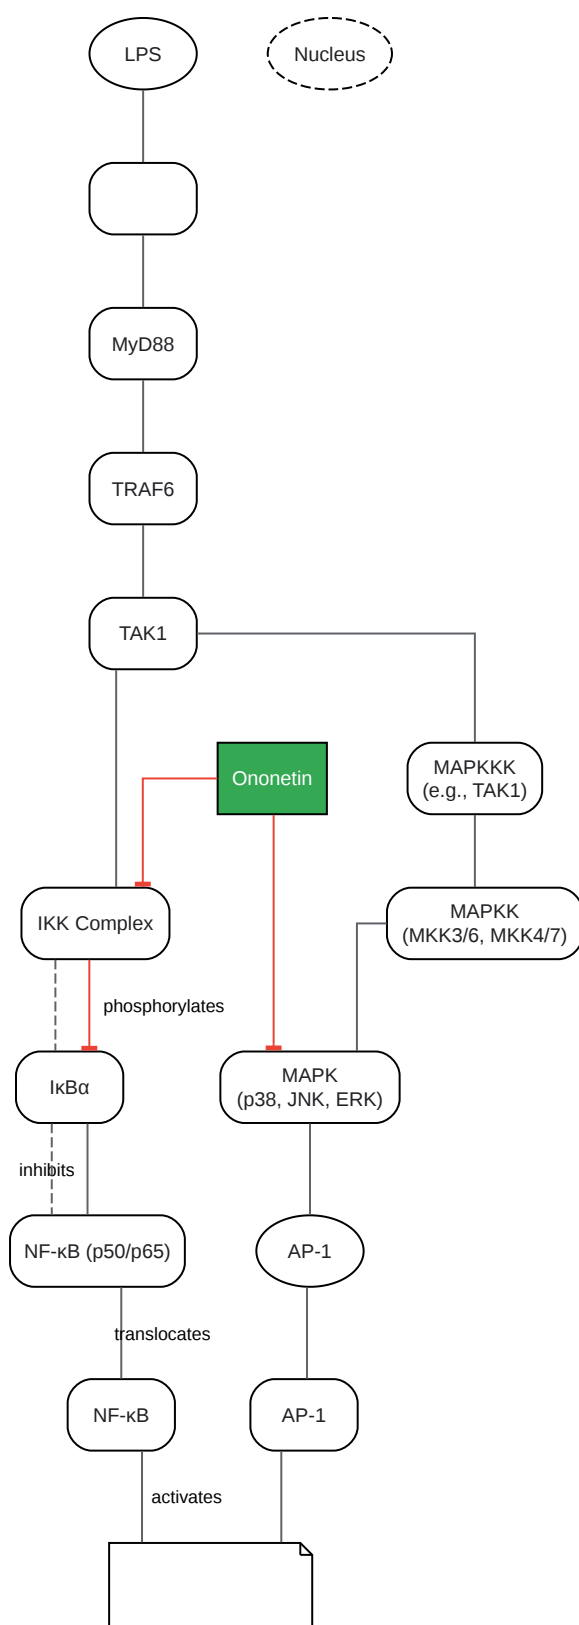 LPS
Nucleus
MyD88
TRAF6
TAK1
Ononetin
MAPKKK
(e.g., TAK1)
IKK Complex
MAPKK
(MKK3/6, MKK4/7)
phosphorylates
IκBα
MAPK
(p38, JNK, ERK)
inhibits
NF-κB (p50/p65)
AP-1
translocates
NF-κB
AP-1
activates